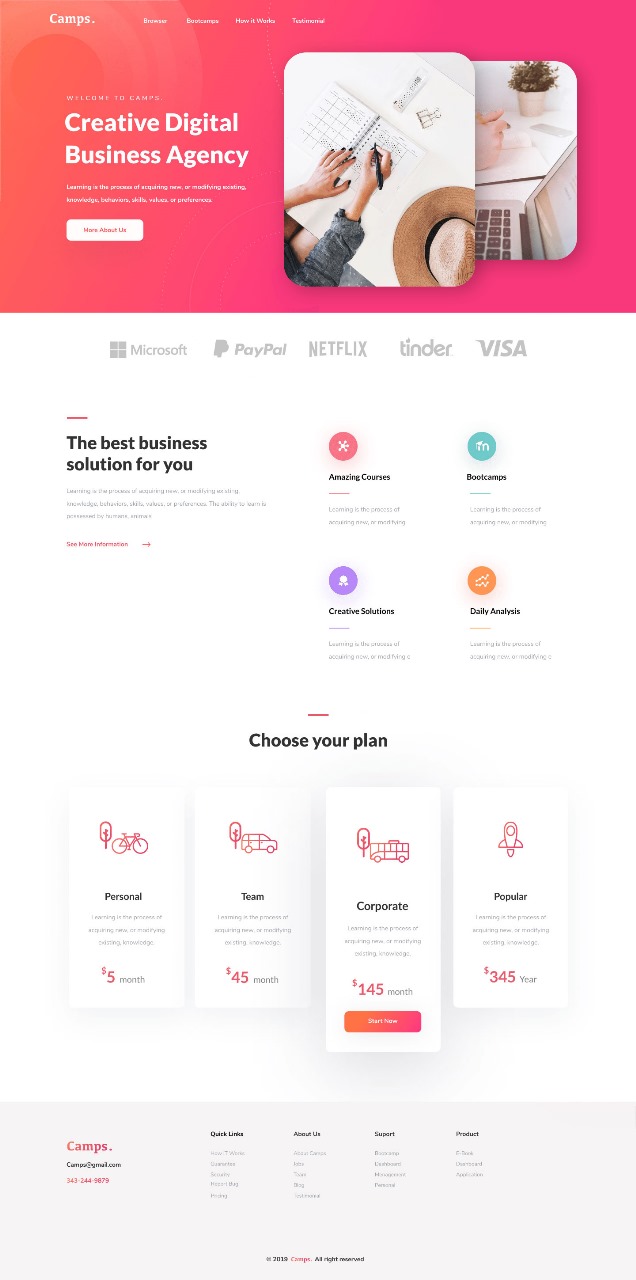 Camps.
Browser Bootcamps How it Works Testimonial
WELCOME TO CAMPS.
Creative Digital
Business Agency
Learning is the process of acquiring new, or modifying existing,
knowledge, behaviors, skills, values, or preferences
More About Us
Microsoft PayPal NETFLIX tinder VISA
The best business
solution for you
Learning is the process of acquiring new, or modifying existing,
knowledge, behaviors, skills, values, or preferences. The ability to learn is
possessed by humans, animals
See More Information
Amazing Courses
Learning is the process of
acquiring new, or modifying
Bootcamps
Learning is the process of
acquiring new, or modifying
Creative Solutions
Learning is the process of
acquiring new, or modifying e
Daily Analysis
Learning is the process of
acquiring new, or modifying e
Choose your plan
Personal
Learning is the process of
acquiring new, or modifying
existing, knowledge,
$5 month
Team
Learning is the process of
acquiring new, or modifying
existing, knowledge,
$45 month
Corporate
Learning is the process of
acquiring new, or modifying
existing, knowledge,
$145 month
Start Now
Popular
Learning is the process of
acquiring new, or modifying
existing, knowledge,
$345 Year
Camps.
Camps@gmail.com
343-244-9879
Quick Links
How IT Works
Guarantee
Security
Report Bug
Pricing
About Us
About Camps
Jobs
Team
Blog
Testimonial
Suport
Bootcamp
Dashboard
Management
Personal
Product
E-Book
Dashboard
Application
© 2019 Camps. All right reserved